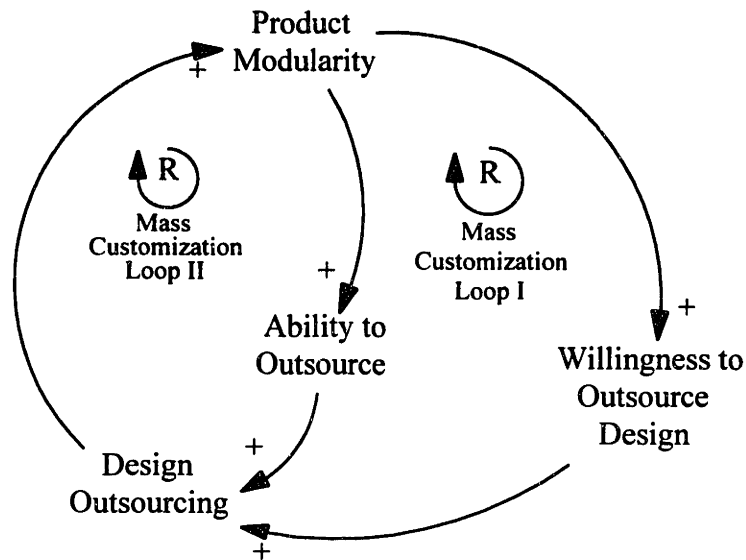 Product
Modularity
+
R
Mass
Customization
Loop II
R
Mass
Customization
Loop I
+
+
Ability to
Outsource
Willingness to
Outsource
Design
+
Design
Outsourcing
+